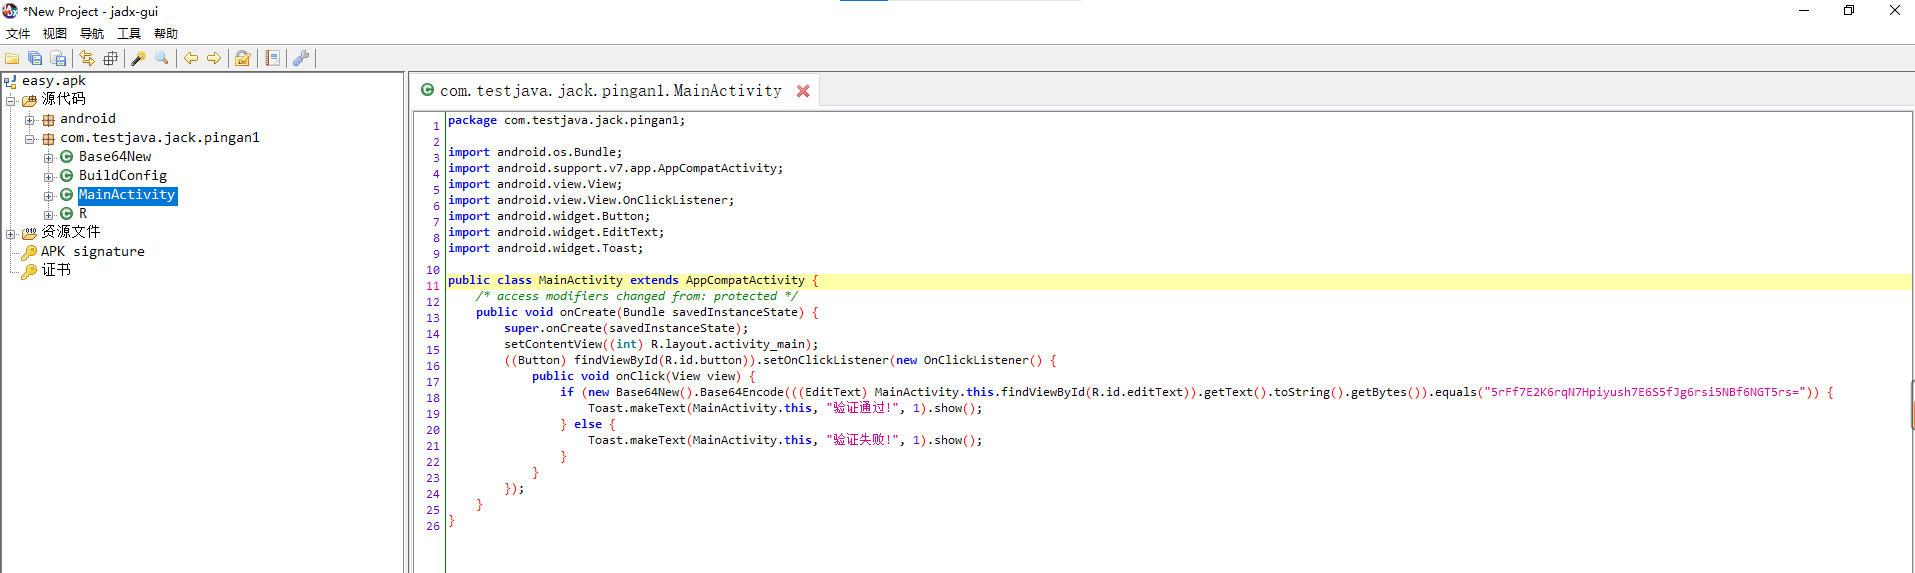 *New Project - jadx-gui
文件 视图 导航 工具 帮助
easy.apk
源代码
android
com.testjava.jack.pingan1
Base64New
BuildConfig
MainActivity
R
资源文件
APK signature
证书
com.testjava.jack.pingan1.MainActivity
1 package com.testjava.jack.pingan1;
2
3 import android.os.Bundle;
4 import android.support.v7.app.AppCompatActivity;
5 import android.view.View;
6 import android.view.View.OnClickListener;
7 import android.widget.Button;
8 import android.widget.EditText;
9 import android.widget.Toast;
10
11 public class MainActivity extends AppCompatActivity {
12 /* access modifiers changed from: protected */
13 public void onCreate(Bundle savedInstanceState) {
14 super.onCreate(savedInstanceState);
15 setContentView((int) R.layout.activity_main);
16 ((Button) findViewById(R.id.button)).setOnClickListener(new OnClickListener() {
17 public void onClick(View view) {
18 if (new Base64New().Base64Encode(((EditText) MainActivity.this.findViewById(R.id.editText)).getText().toString().getBytes()).equals("5rFf7E2K6rqN7Hpiyush7E6S5fJg6rsi5NBf6NGT5rs=")) {
19 Toast.makeText(MainActivity.this, "验证通过!", 1).show();
20 } else {
21 Toast.makeText(MainActivity.this, "验证失败!", 1).show();
22 }
23 }
24 });
25 }
26 }